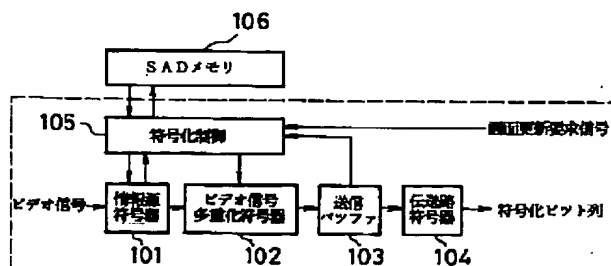 106
SADメモリ
105
符号化制御
画面更新要求信号
ビデオ信号
情報源
符号器
ビデオ信号
多重化符号器
送信
バッファ
伝送路
符号器
符号化ビット列
101
102
103
104